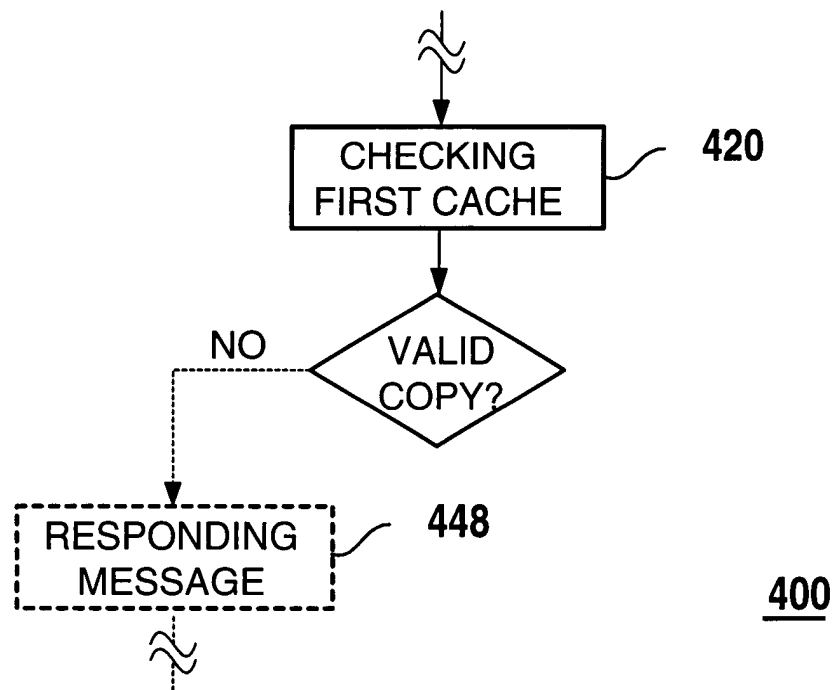 CHECKING
FIRST CACHE
420
NO
VALID
COPY?
RESPONDING
MESSAGE
448
400